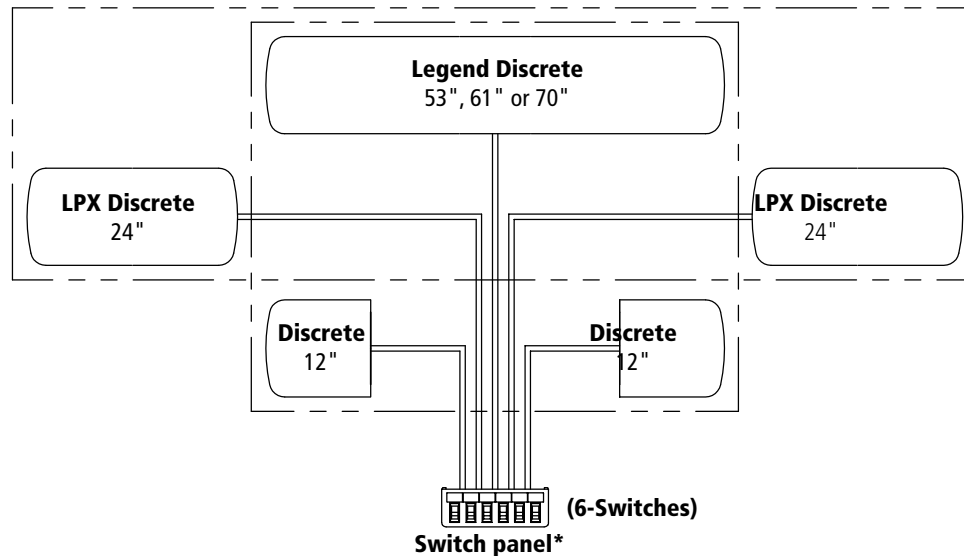 Legend Discrete
53", 61" or 70"
LPX Discrete
24"
LPX Discrete
24"
Discrete
12"
Discrete
12"
(6-Switches)
Switch panel*